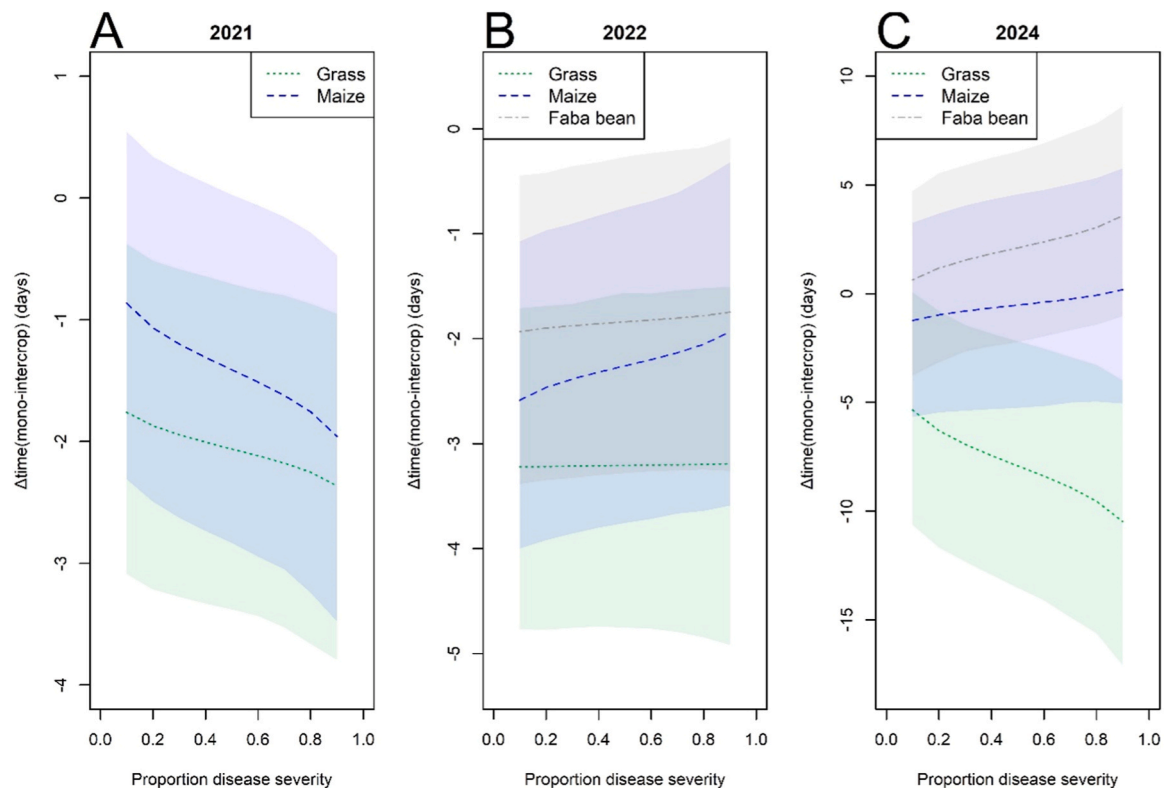 A
2021
Grass
Maize
Δtime(mono-intercrop) (days)
1
0
-1
-2
-3
-4
0.0 0.2 0.4 0.6 0.8 1.0
Proportion disease severity
B
2022
Grass
Maize
Faba bean
Δtime(mono-intercrop) (days)
0
-1
-2
-3
-4
-5
0.0 0.2 0.4 0.6 0.8 1.0
Proportion disease severity
C
2024
Grass
Maize
Faba bean
Δtime(mono-intercrop) (days)
10
5
0
-5
-10
-15
0.0 0.2 0.4 0.6 0.8 1.0
Proportion disease severity